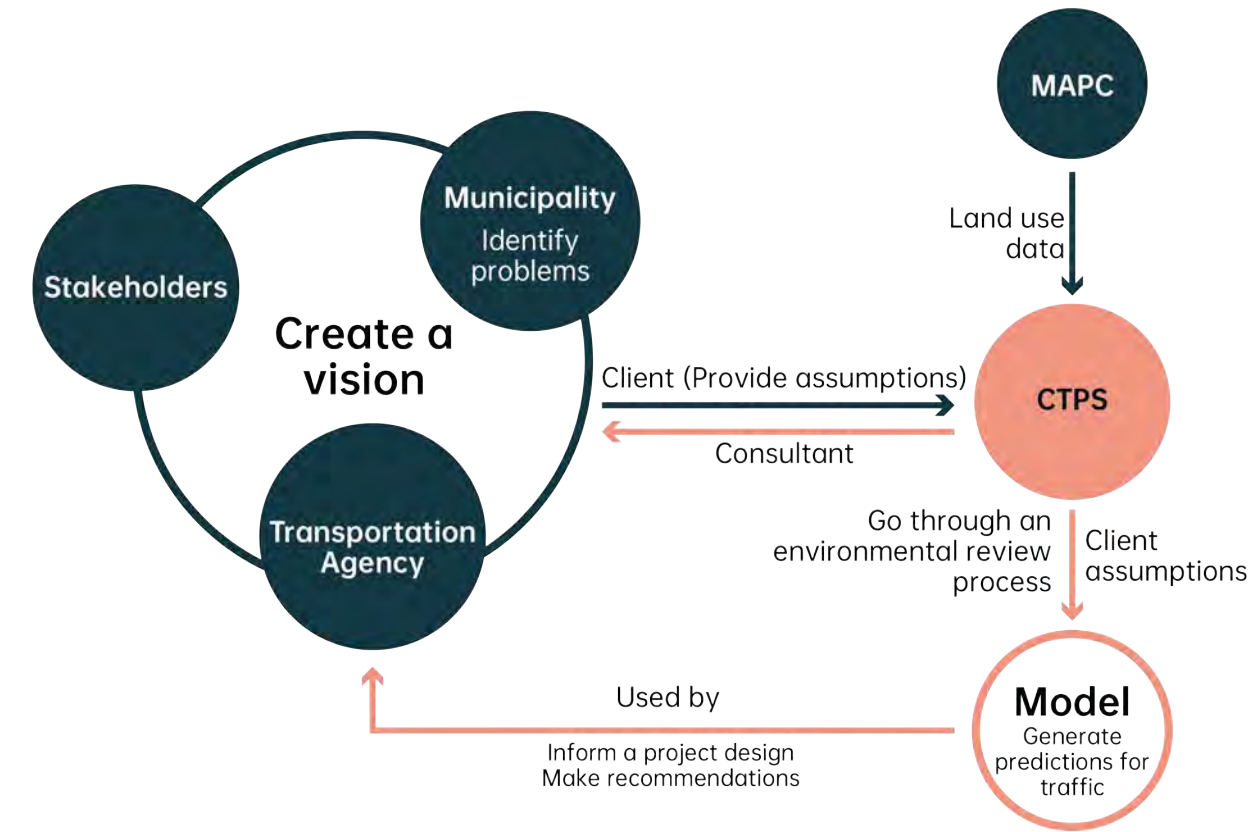 MAPC
Municipality
Identify
problems
Land use
data
Stakeholders
Create a
vision
Client (Provide assumptions)
CTPS
Consultant
Transportation
Agency
Go through an
environmental review
process
Client
assumptions
Used by
Inform a project design
Make recommendations
Model
Generate
predictions for
traffic